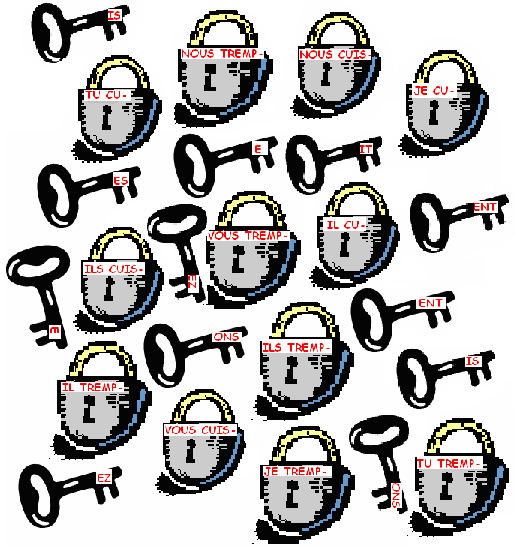 IS
NOUS TREMP-
NOUS CUIS
TU CU-
JE CU-
E
IT
ES
ENT
VOUS TREMP-
IL CU-
ILS CUIS-
EZ
E
ENT
ONS
ILS TREMP-
IS
IL TREMP-
VOUS CUIS-
JE TREMP-
TU TREMP-
EZ
ONS